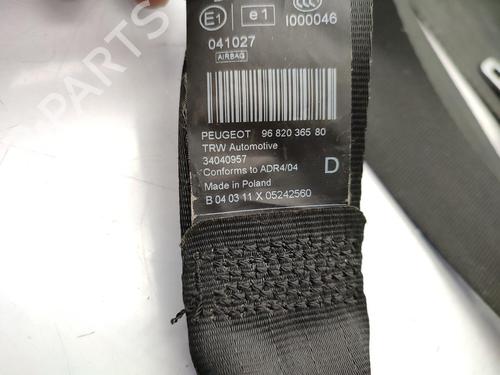 E1 e1 I000046
041027
AIRBAG
PEUGEOT 96 820 365 80
TRW Automotive
34040957
Conforms to ADR4/04 D
Made in Poland
B 04 03 11 X 05242560
B-PARTS